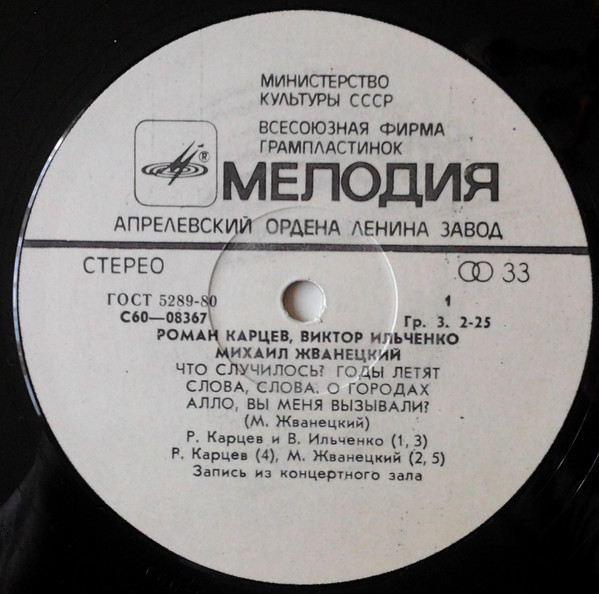 МИНИСТЕРСТВО
КУЛЬТУРЫ СССР
ВСЕСОЮЗНАЯ ФИРМА
ГРАМПЛАСТИНОК
®
МЕЛОДИЯ
АПРЕЛЕВСКИЙ ОРДЕНА ЛЕНИНА ЗАВОД
СТЕРЕО 33
ГОСТ 5289-80 1
С60—08367 Гр. 3. 2-25
РОМАН КАРЦЕВ, ВИКТОР ИЛЬЧЕНКО
МИХАИЛ ЖВАНЕЦКИЙ
ЧТО СЛУЧИЛОСЬ? ГОДЫ ЛЕТЯТ
СЛОВА, СЛОВА. О ГОРОДАХ
АЛЛО, ВЫ МЕНЯ ВЫЗЫВАЛИ?
(М. Жванецкий)
Р. Карцев и В. Ильченко (1, 3)
Р. Карцев (4), М. Жванецкий (2, 5)
Запись из концертного зала